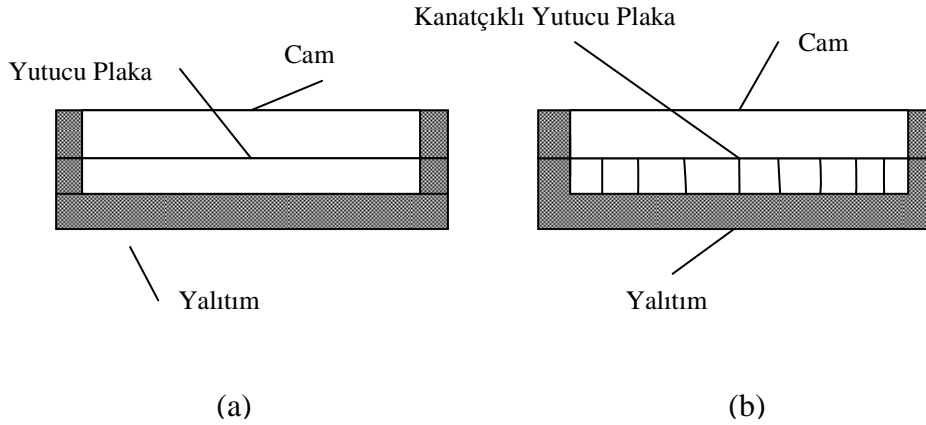 Kanatçıklı Yutucu Plaka
Cam
Yutucu Plaka
Cam
Yalıtım
Yalıtım
(a)
(b)